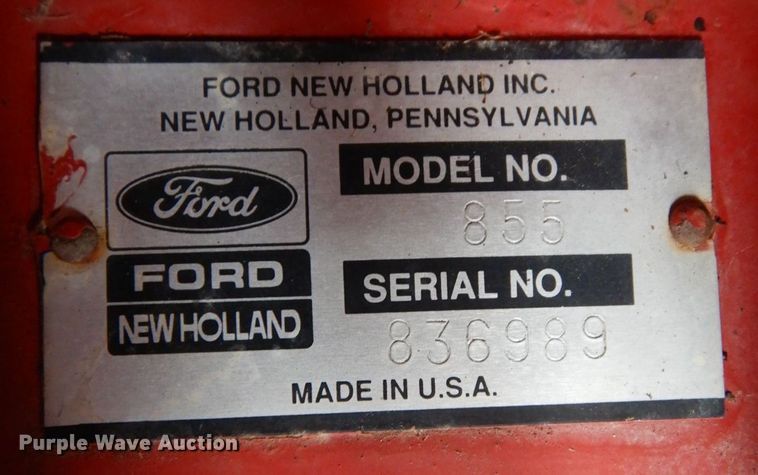 FORD NEW HOLLAND INC.
NEW HOLLAND, PENNSYLVANIA
Ford
FORD
NEW HOLLAND
MODEL NO.
855
SERIAL NO.
836989
MADE IN U.S.A.
Purple Wave Auction